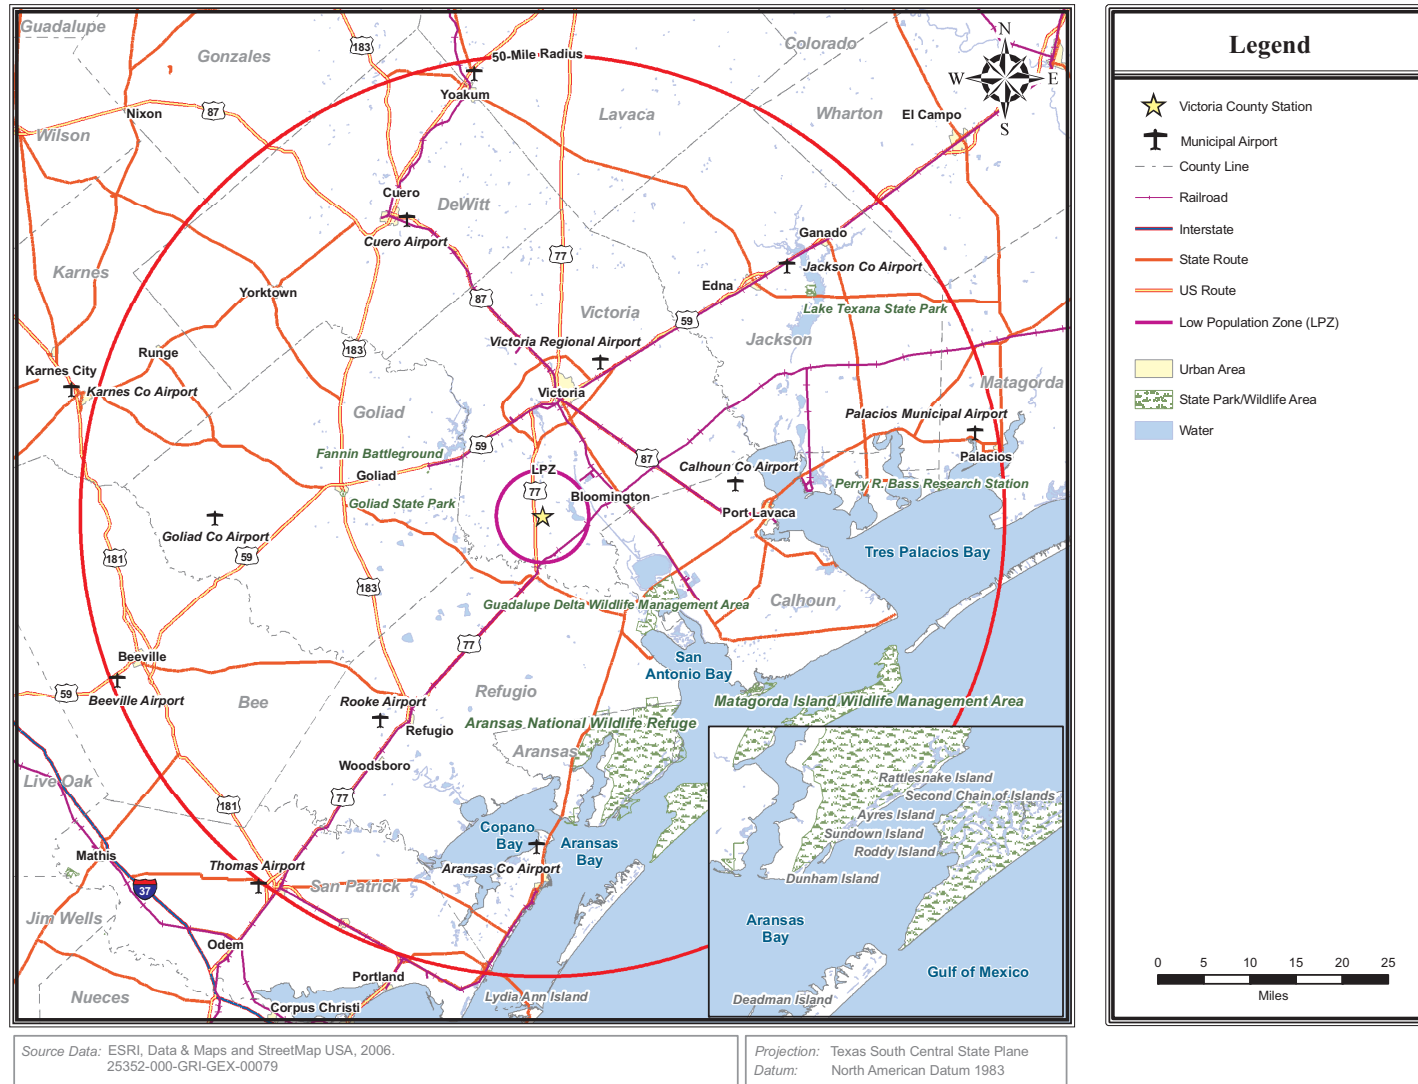 Guadalupe
Gonzales
183
50-Mile Radius
Colorado
N
W
E
S
Yoakum
Nixon
87
Wilson
Lavaca
Wharton
El Campo
Cuero
DeWitt
Cuero Airport
77
Ganado
Jackson Co Airport
Karnes
Yorktown
87
Edna
Lake Texana State Park
Victoria
59
183
Victoria Regional Airport
Jackson
Runge
Karnes City
Karnes Co Airport
Matagorda
Victoria
Goliad
Palacios Municipal Airport
59
Fannin Battleground
87
Palacios
Goliad
LPZ
Calhoun Co Airport
77
Perry R. Bass Research Station
Goliad State Park
Bloomington
Port Lavaca
Goliad Co Airport
Tres Palacios Bay
181
59
183
Guadalupe Delta Wildlife Management Area
Calhoun
77
Beeville
San
Antonio Bay
59
Beeville Airport
Bee
Rooke Airport
Refugio
Matagorda Island Wildlife Management Area
Refugio
Aransas National Wildlife Refuge
Aransas
Woodsboro
Live Oak
77
181
Rattlesnake Island
Second Chain of Islands
Ayres Island
Sundown Island
Roddy Island
Dunham Island
Copano
Bay
Aransas
Bay
Mathis
Thomas Airport
Aransas Co Airport
37
San Patrick
Jim Wells
Aransas
Bay
Odem
Gulf of Mexico
Portland
Nueces
Lydia Ann Island
Deadman Island
Corpus Christi
Legend
Victoria County Station
Municipal Airport
County Line
Railroad
Interstate
State Route
US Route
Low Population Zone (LPZ)
Urban Area
State Park/Wildlife Area
Water
0 5 10 15 20 25
Miles
Source Data: ESRI, Data & Maps and StreetMap USA, 2006.
25352-000-GRI-GEX-00079
Projection: Texas South Central State Plane
Datum: North American Datum 1983